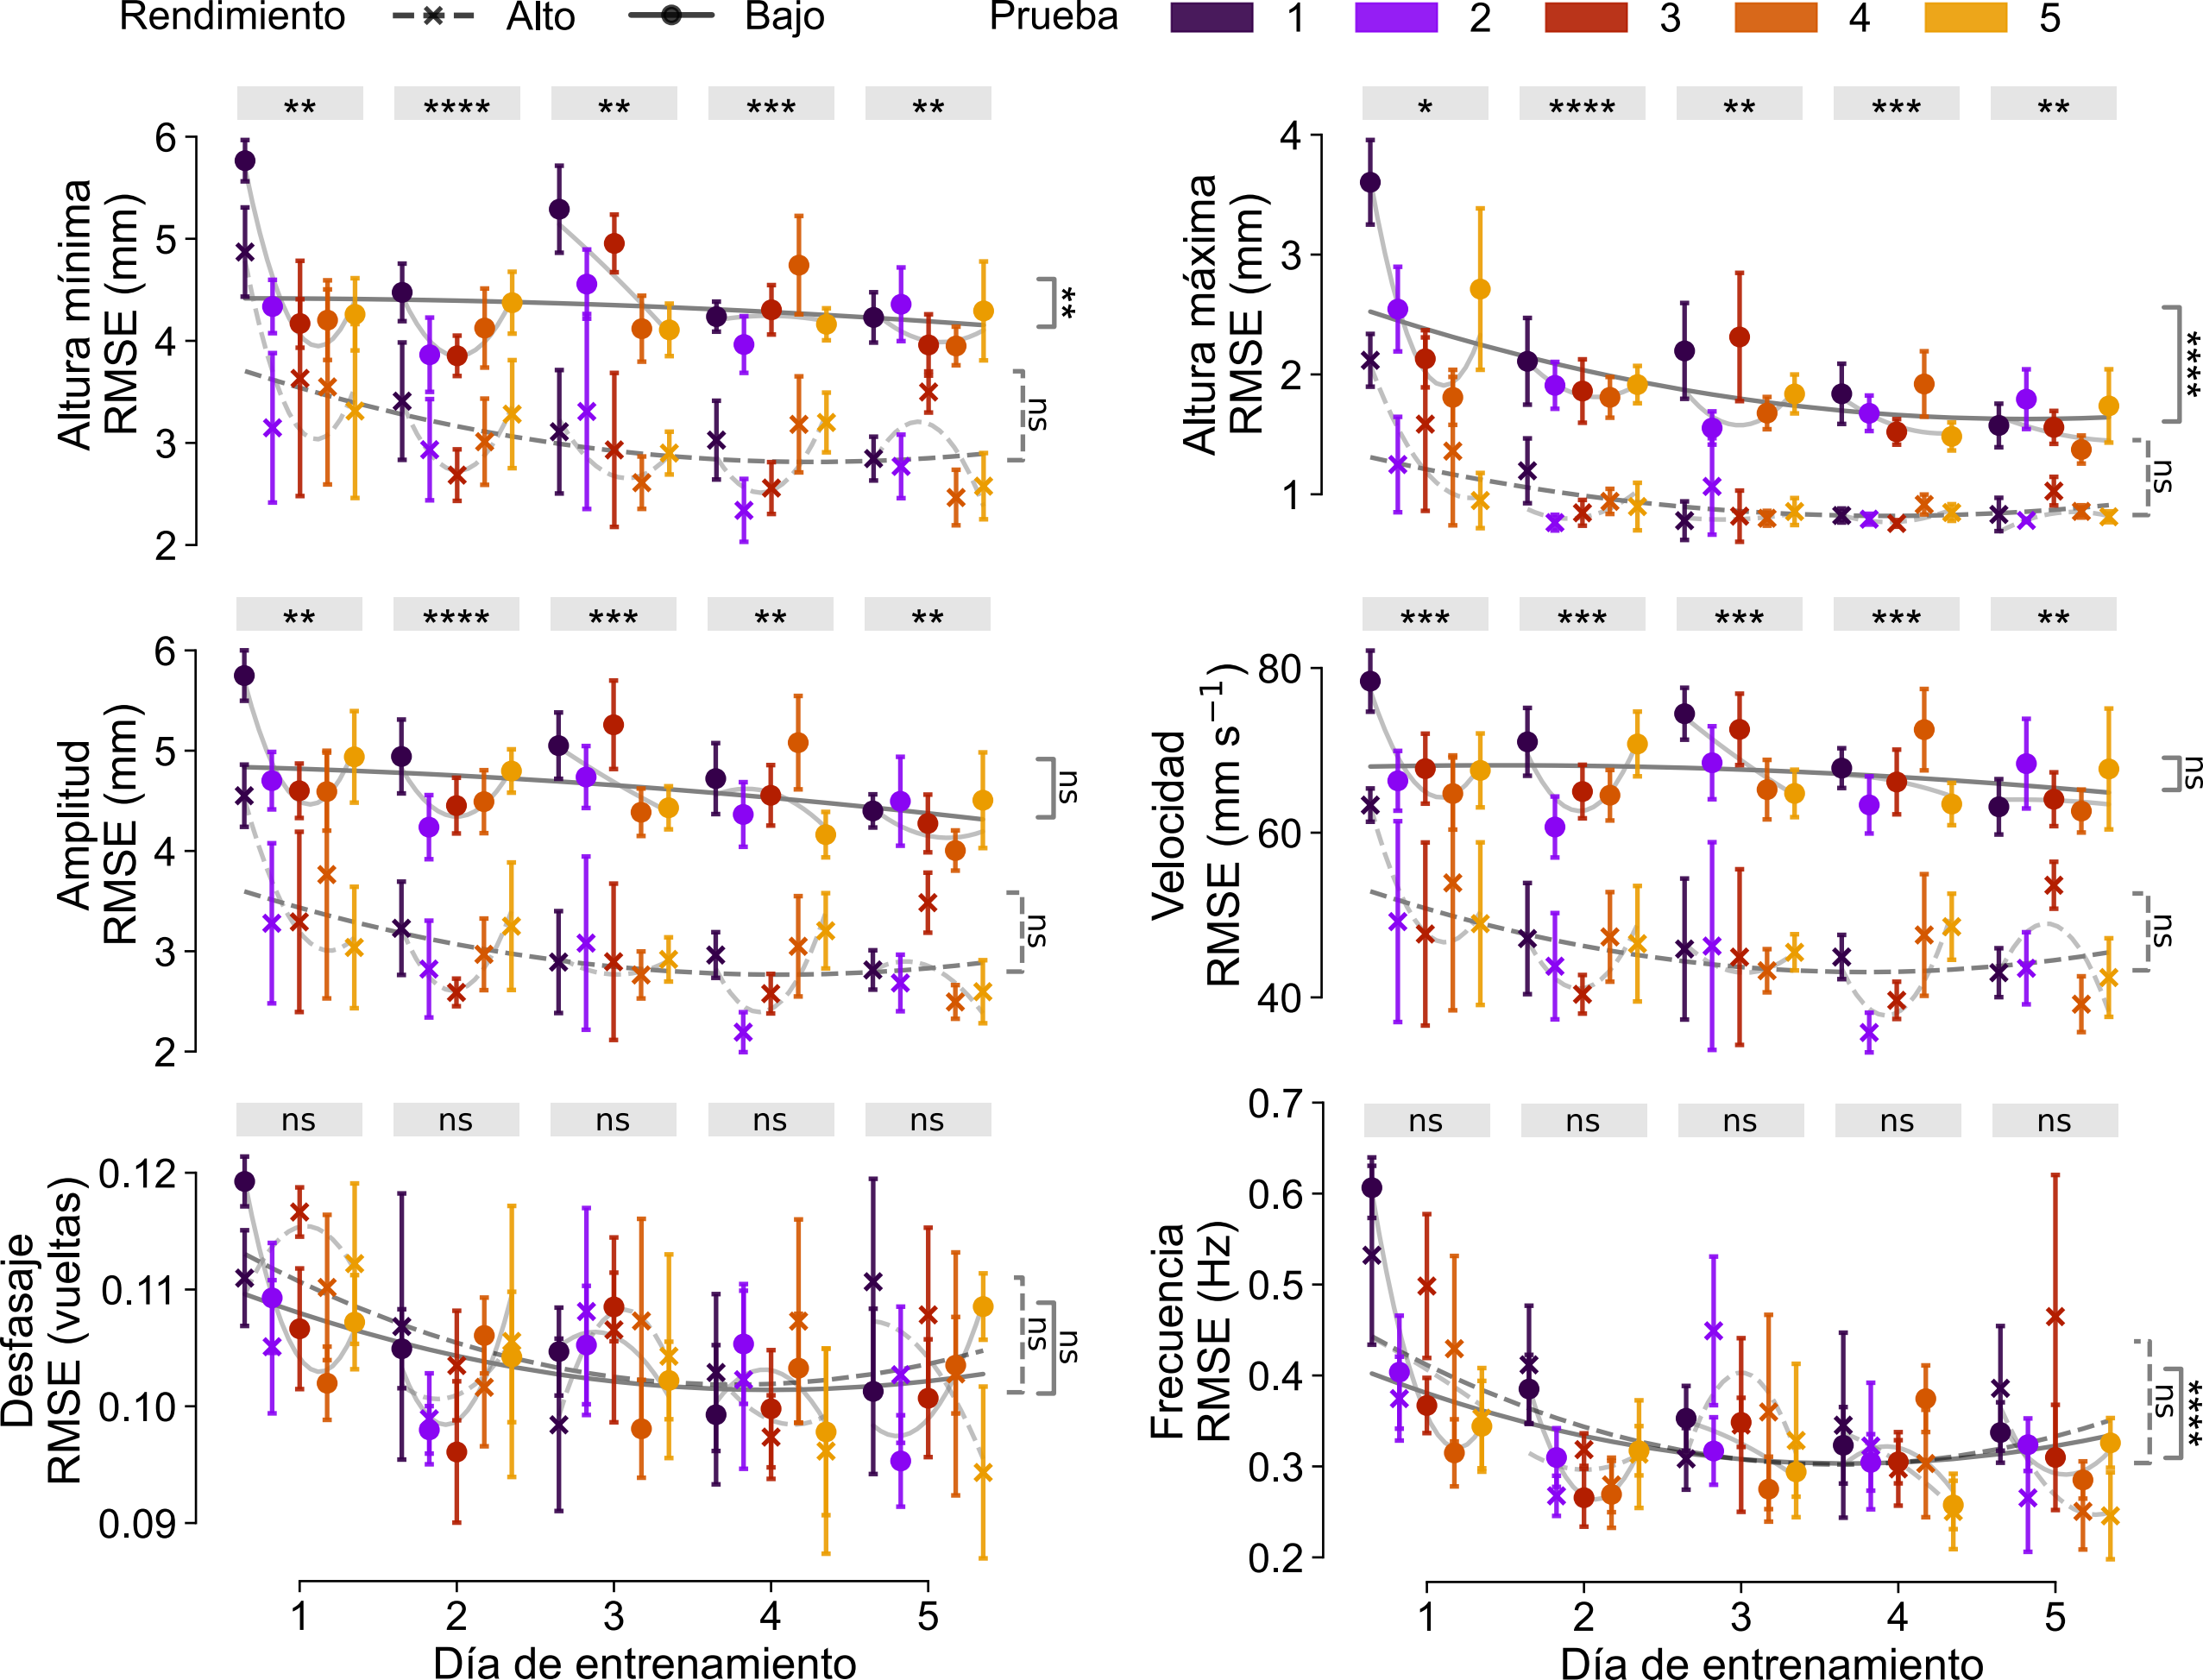 Rendimiento Alto Bajo Prueba 1 2 3 4 5
** **** ** *** **
Altura mínima
RMSE (mm)
6
5
4
3
2
**
ns
* **** ** *** **
Altura máxima
RMSE (mm)
4
3
2
1
****
ns
** **** *** ** **
Amplitud
RMSE (mm)
6
5
4
3
2
ns
ns
*** *** *** *** **
Velocidad
RMSE (mm s⁻¹)
80
60
40
ns
ns
ns ns ns ns ns
Desfasaje
RMSE (vueltas)
0.12
0.11
0.10
0.09
ns
ns
1 2 3 4 5
Día de entrenamiento
ns ns ns ns ns
Frecuencia
RMSE (Hz)
0.7
0.6
0.5
0.4
0.3
0.2
ns
****
1 2 3 4 5
Día de entrenamiento